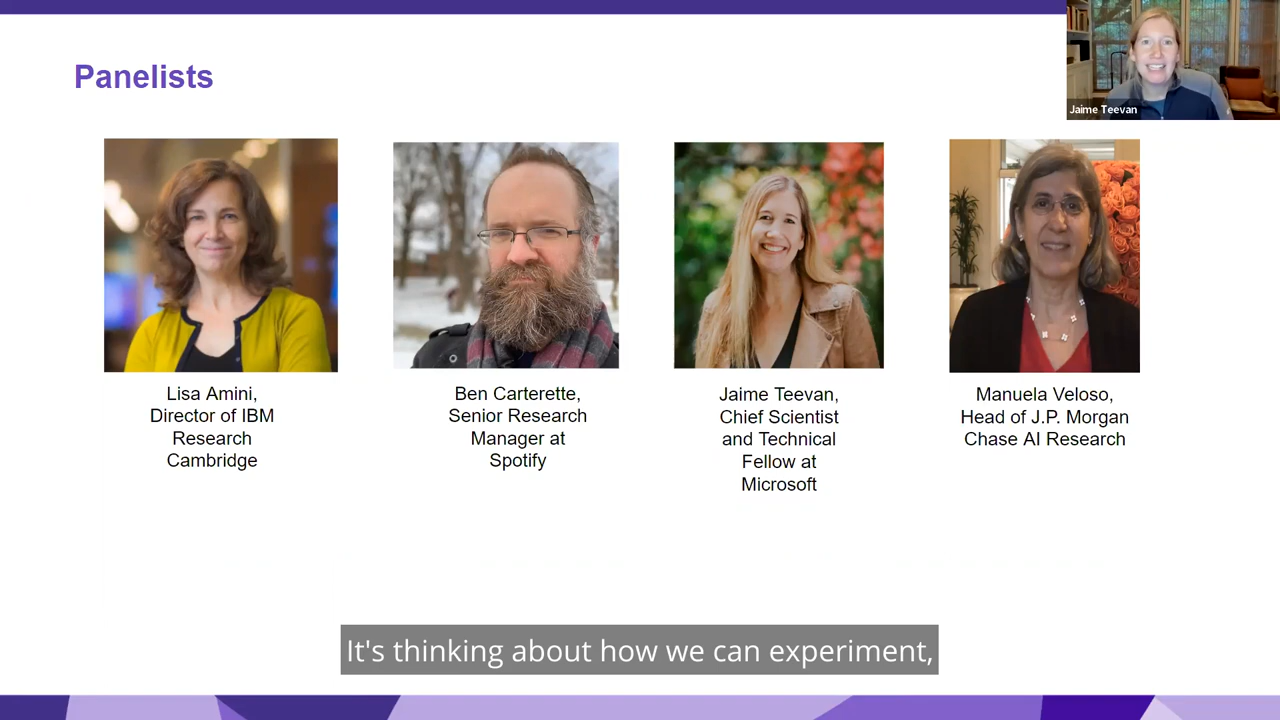 Panelists
Jaime Teevan
Lisa Amini,
Director of IBM
Research
Cambridge
Ben Carterette,
Senior Research
Manager at
Spotify
Jaime Teevan,
Chief Scientist
and Technical
Fellow at
Microsoft
Manuela Veloso,
Head of J.P. Morgan
Chase AI Research
It's thinking about how we can experiment,